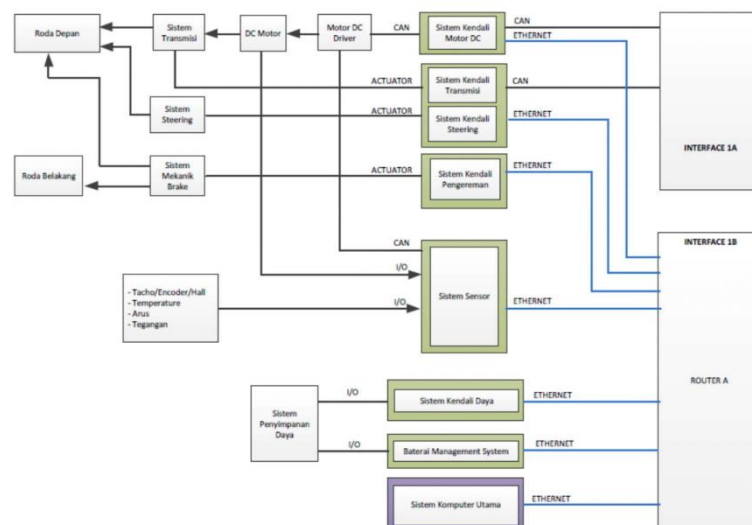 Roda Depan
Sistem
Transmisi
DC Motor
Motor DC
Driver
CAN
Sistem Kendali
Motor DC
CAN
ETHERNET
ACTUATOR
Sistem Kendali
Transmisi
CAN
Sistem
Steering
ACTUATOR
Sistem Kendali
Steering
ETHERNET
INTERFACE 1A
Roda Belakang
Sistem
Mekanik
Brake
ACTUATOR
Sistem Kendali
Pengereman
ETHERNET
INTERFACE 1B
CAN
I/O
- Tacho/Encoder/Hall
- Temperature
- Arus
- Tegangan
I/O
Sistem Sensor
ETHERNET
ROUTER A
Sistem
Penyimpanan
Daya
I/O
Sistem Kendali Daya
ETHERNET
I/O
Baterai Management System
ETHERNET
Sistem Komputer Utama
ETHERNET